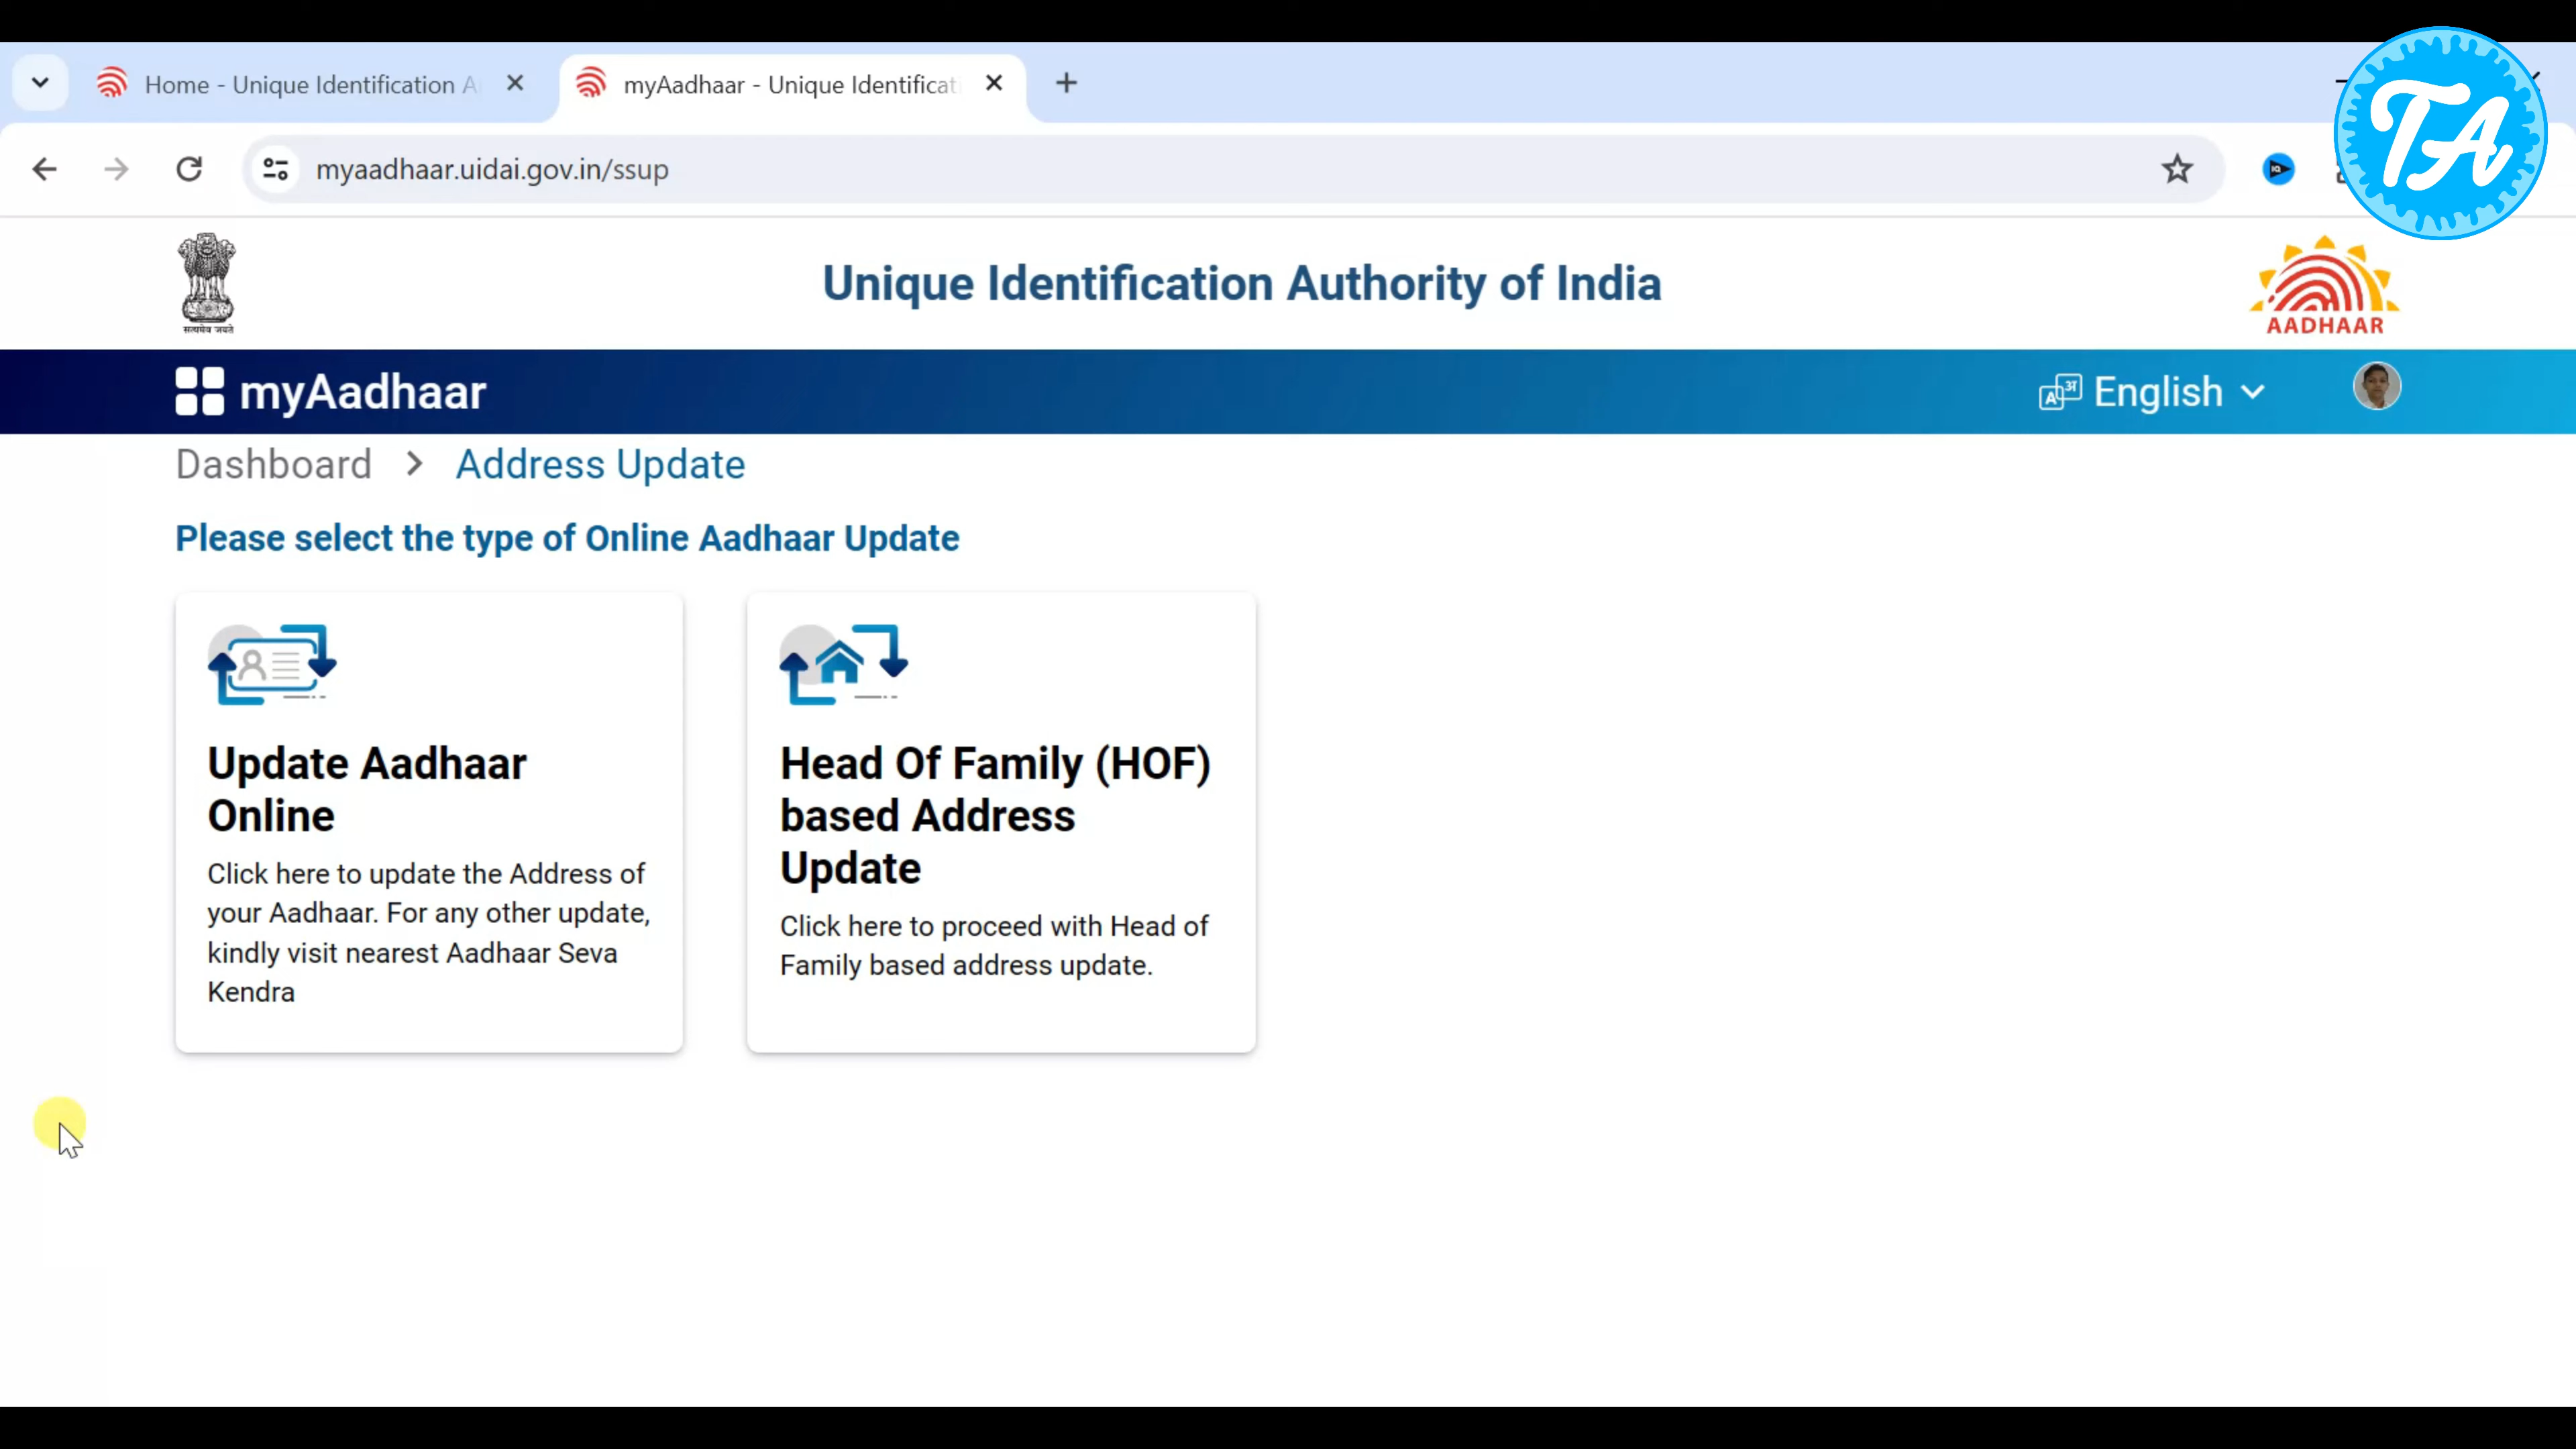 Home - Unique Identification A
myAadhaar - Unique Identificat
myaadhaar.uidai.gov.in/ssup
TA
सत्यमेव जयते
Unique Identification Authority of India
AADHAAR
myAadhaar
English
Dashboard > Address Update
Please select the type of Online Aadhaar Update
Update Aadhaar
Online
Click here to update the Address of
your Aadhaar. For any other update,
kindly visit nearest Aadhaar Seva
Kendra
Head Of Family (HOF)
based Address
Update
Click here to proceed with Head of
Family based address update.